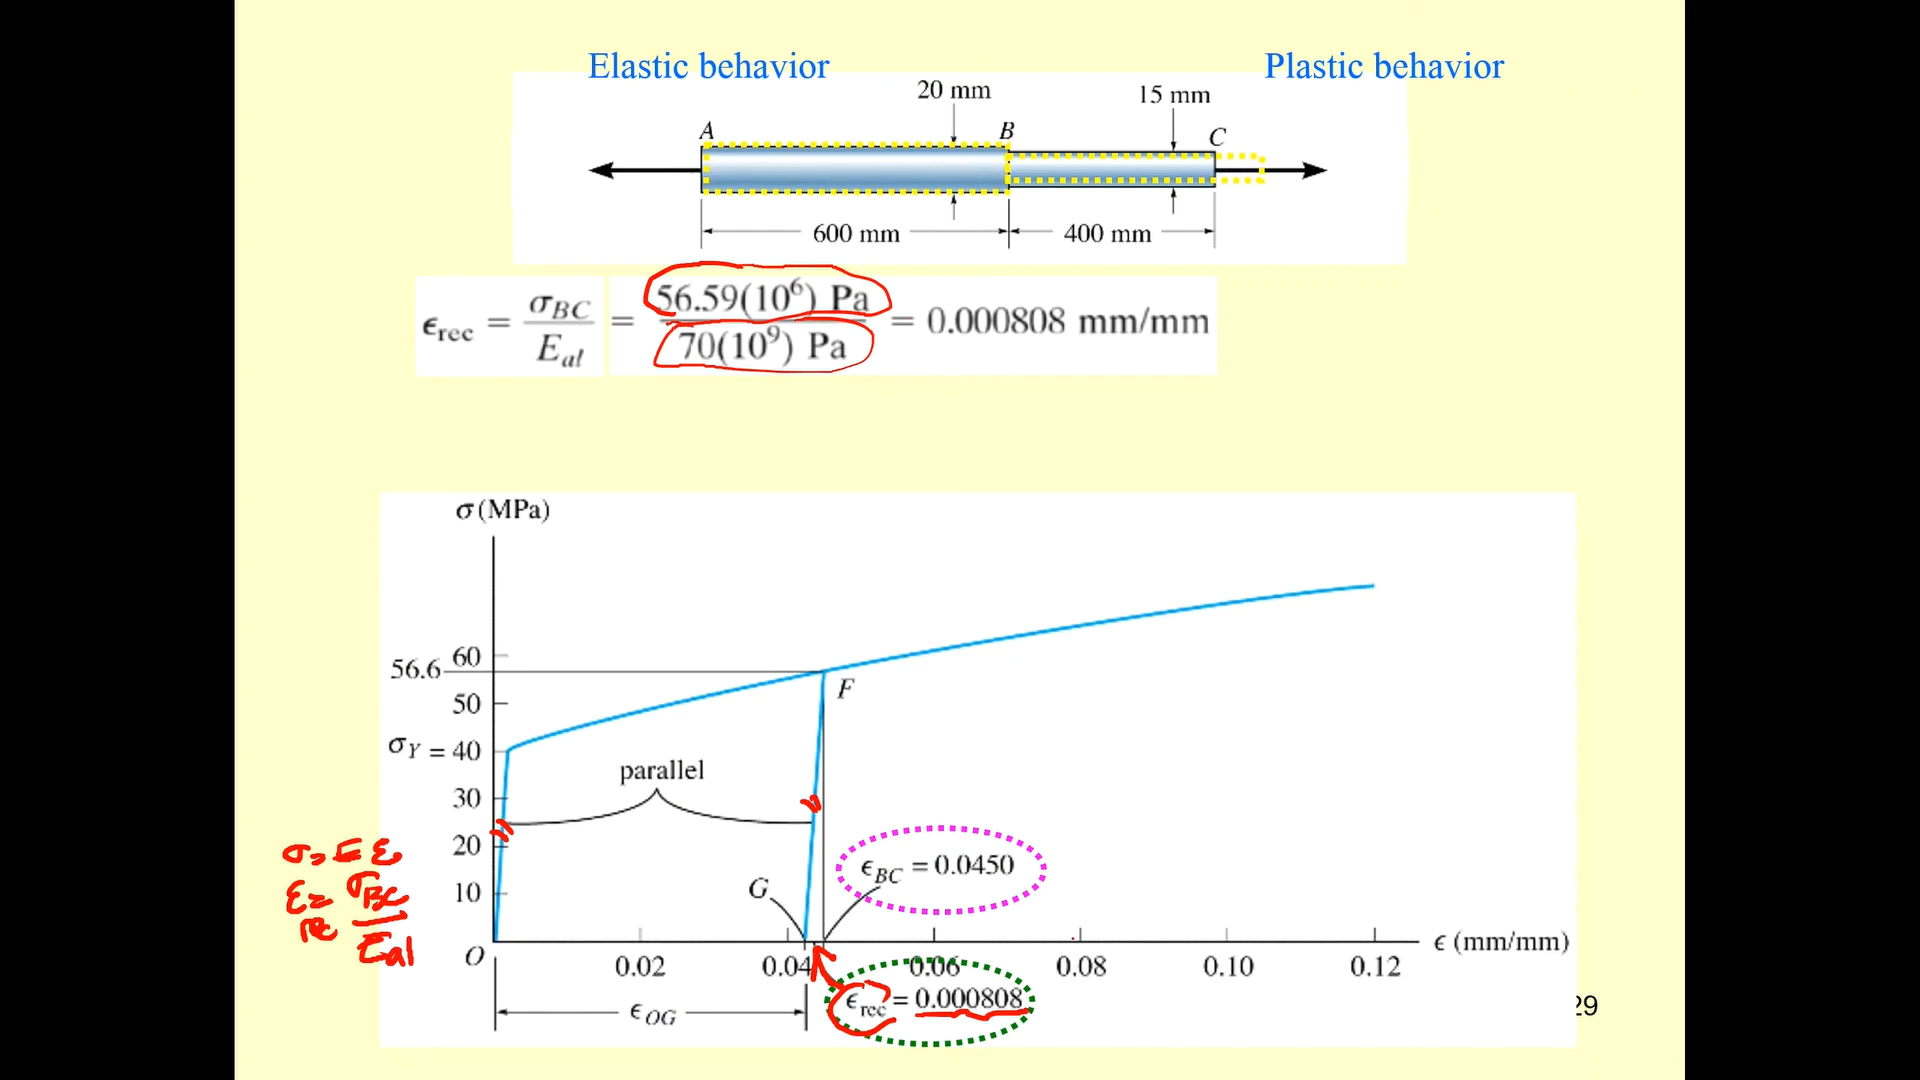 Elastic behavior
Plastic behavior
20 mm
15 mm
A
B
C
600 mm
400 mm
ϵrec = σBC / Eal = 56.59(10⁶) Pa / 70(10⁹) Pa = 0.000808 mm/mm
σ (MPa)
60
56.6
F
50
σY = 40
parallel
30
20
σ = E ε
ϵBC = 0.0450
G
10
ε rec = σBC / Eal
O
ϵ (mm/mm)
0.02
0.04
0.06
0.08
0.10
0.12
ϵrec = 0.000808
ϵOG
29